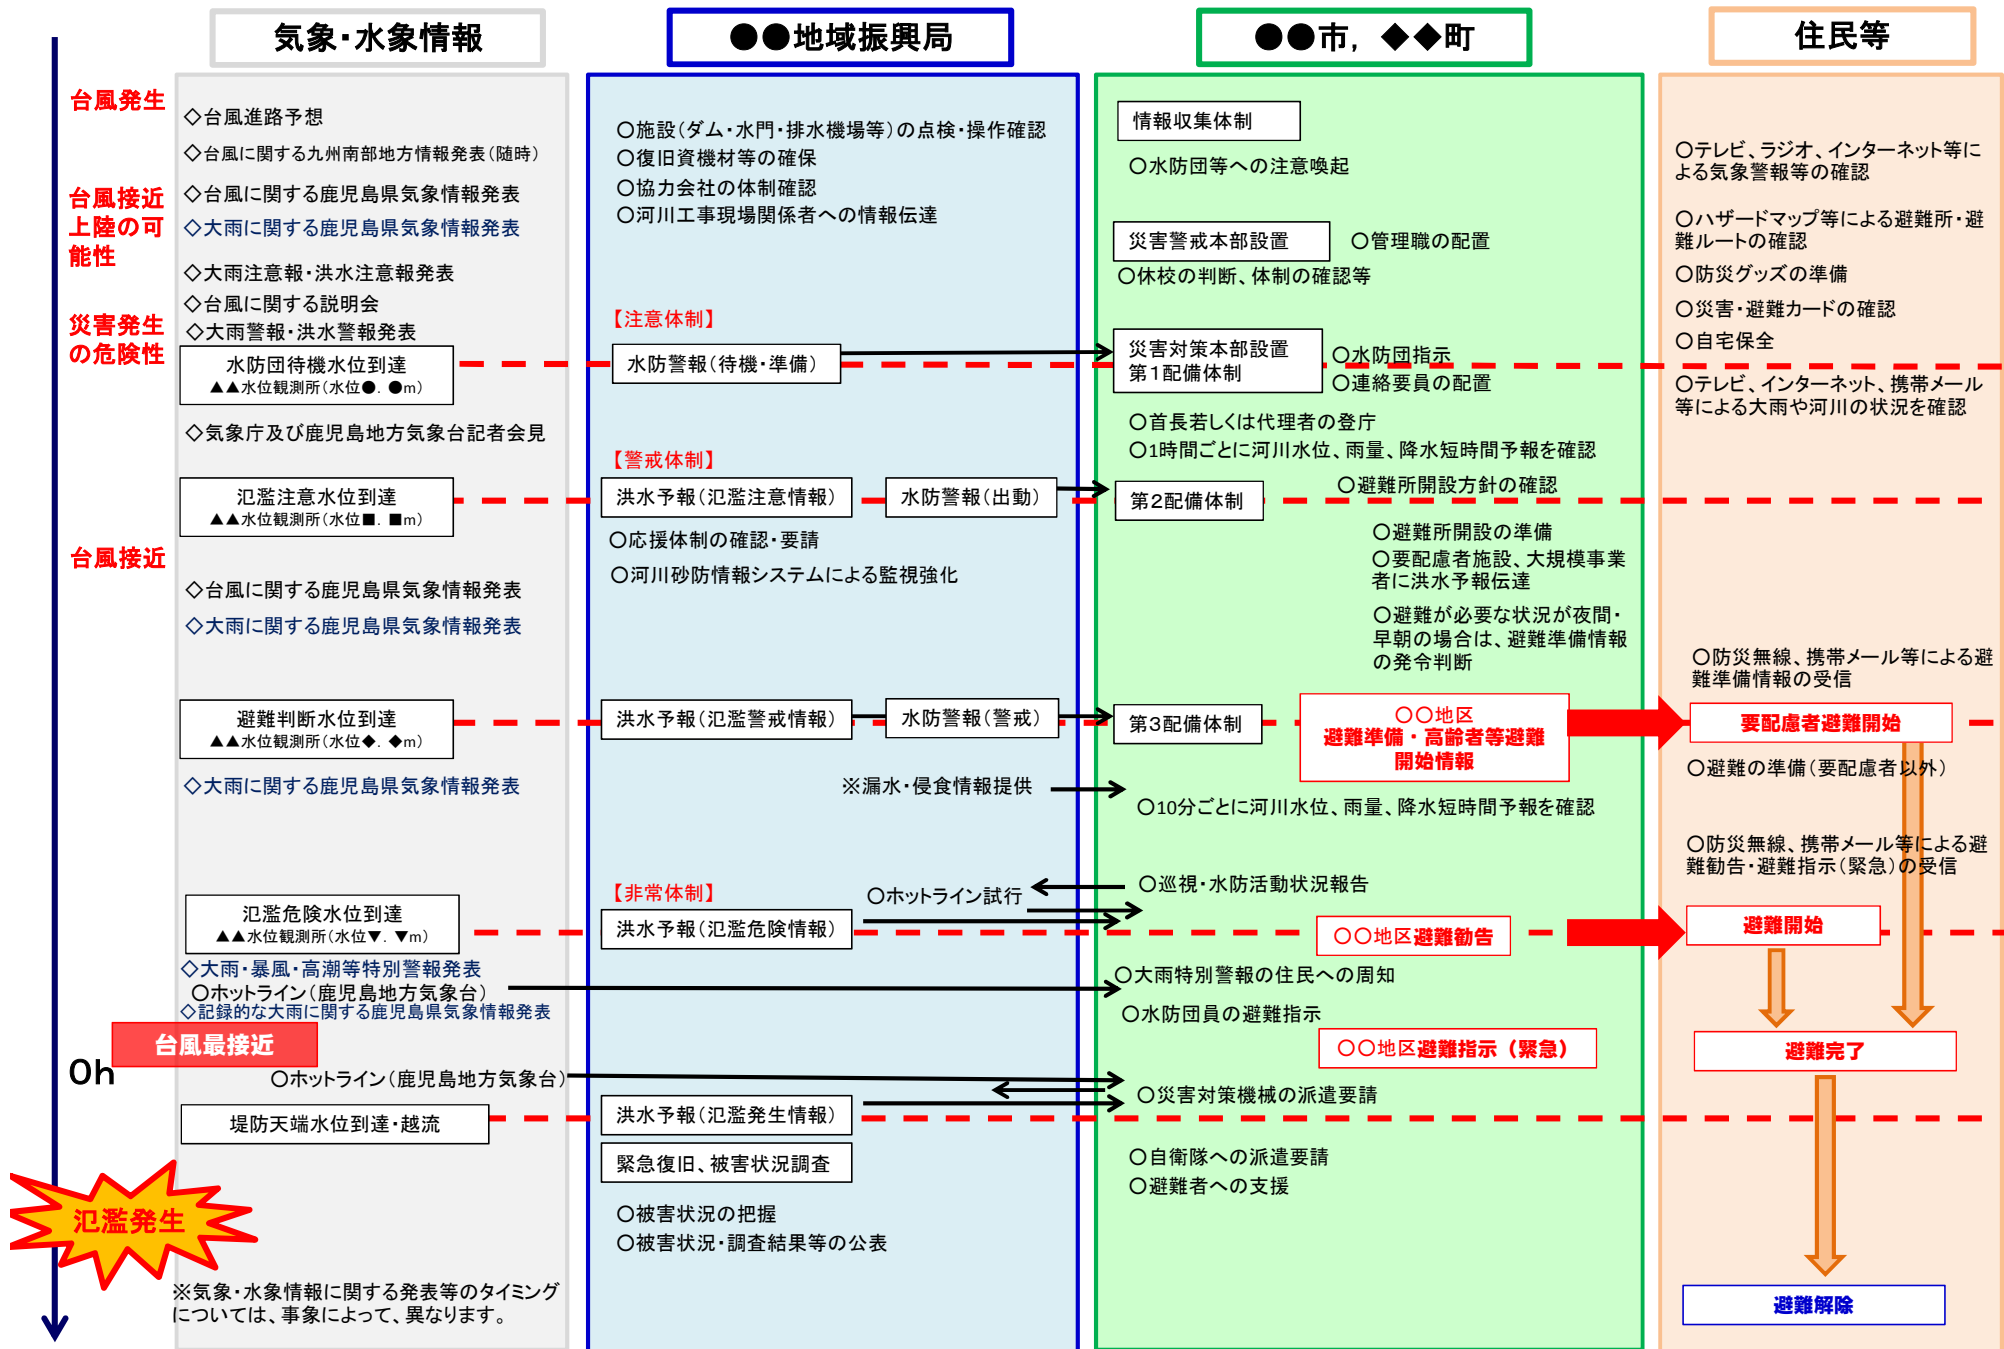 気象・水象情報
●●地域振興局
●●市，◆◆町
住民等
台風発生
台風接近
上陸の可
能性
災害発生
の危険性
台風接近
台風最接近
0h
氾濫発生
◇台風進路予想
◇台風に関する九州南部地方情報発表（随時）
◇台風に関する鹿児島県気象情報発表
◇大雨に関する鹿児島県気象情報発表
◇大雨注意報・洪水注意報発表
◇台風に関する説明会
◇大雨警報・洪水警報発表
水防団待機水位到達
▲▲水位観測所（水位●．●m）
◇気象庁及び鹿児島地方気象台記者会見
氾濫注意水位到達
▲▲水位観測所（水位■．■m）
◇台風に関する鹿児島県気象情報発表
◇大雨に関する鹿児島県気象情報発表
避難判断水位到達
▲▲水位観測所（水位◆．◆m）
◇大雨に関する鹿児島県気象情報発表
氾濫危険水位到達
▲▲水位観測所（水位▼．▼m）
◇大雨・暴風・高潮等特別警報発表
〇ホットライン（鹿児島地方気象台）
◇記録的な大雨に関する鹿児島県気象情報発表
〇ホットライン（鹿児島地方気象台）
堤防天端水位到達・越流
※気象・水象情報に関する発表等のタイミング
については、事象によって、異なります。
〇施設（ダム・水門・排水機場等）の点検・操作確認
〇復旧資機材等の確保
〇協力会社の体制確認
〇河川工事現場関係者への情報伝達
【注意体制】
水防警報（待機・準備）
【警戒体制】
洪水予報（氾濫注意情報）
水防警報（出動）
〇応援体制の確認・要請
〇河川砂防情報システムによる監視強化
洪水予報（氾濫警戒情報）
水防警報（警戒）
※漏水・侵食情報提供
【非常体制】
〇ホットライン試行
洪水予報（氾濫危険情報）
洪水予報（氾濫発生情報）
緊急復旧、被害状況調査
〇被害状況の把握
〇被害状況・調査結果等の公表
情報収集体制
〇水防団等への注意喚起
災害警戒本部設置
〇管理職の配置
〇休校の判断、体制の確認等
災害対策本部設置
第１配備体制
〇水防団指示
〇連絡要員の配置
〇首長若しくは代理者の登庁
〇1時間ごとに河川水位、雨量、降水短時間予報を確認
第２配備体制
〇避難所開設方針の確認
〇避難所開設の準備
〇要配慮者施設、大規模事業
者に洪水予報伝達
〇避難が必要な状況が夜間・
早朝の場合は、避難準備情報
の発令判断
第３配備体制
〇〇地区
避難準備・高齢者等避難
開始情報
〇10分ごとに河川水位、雨量、降水短時間予報を確認
〇巡視・水防活動状況報告
〇〇地区避難勧告
〇大雨特別警報の住民への周知
〇水防団員の避難指示
〇〇地区避難指示（緊急）
〇災害対策機械の派遣要請
〇自衛隊への派遣要請
〇避難者への支援
〇テレビ、ラジオ、インターネット等に
よる気象警報等の確認
〇ハザードマップ等による避難所・避
難ルートの確認
〇防災グッズの準備
〇災害・避難カードの確認
〇自宅保全
〇テレビ、インターネット、携帯メール
等による大雨や河川の状況を確認
〇防災無線、携帯メール等による避
難準備情報の受信
要配慮者避難開始
〇避難の準備（要配慮者以外）
〇防災無線、携帯メール等による避
難勧告・避難指示（緊急）の受信
避難開始
避難完了
避難解除